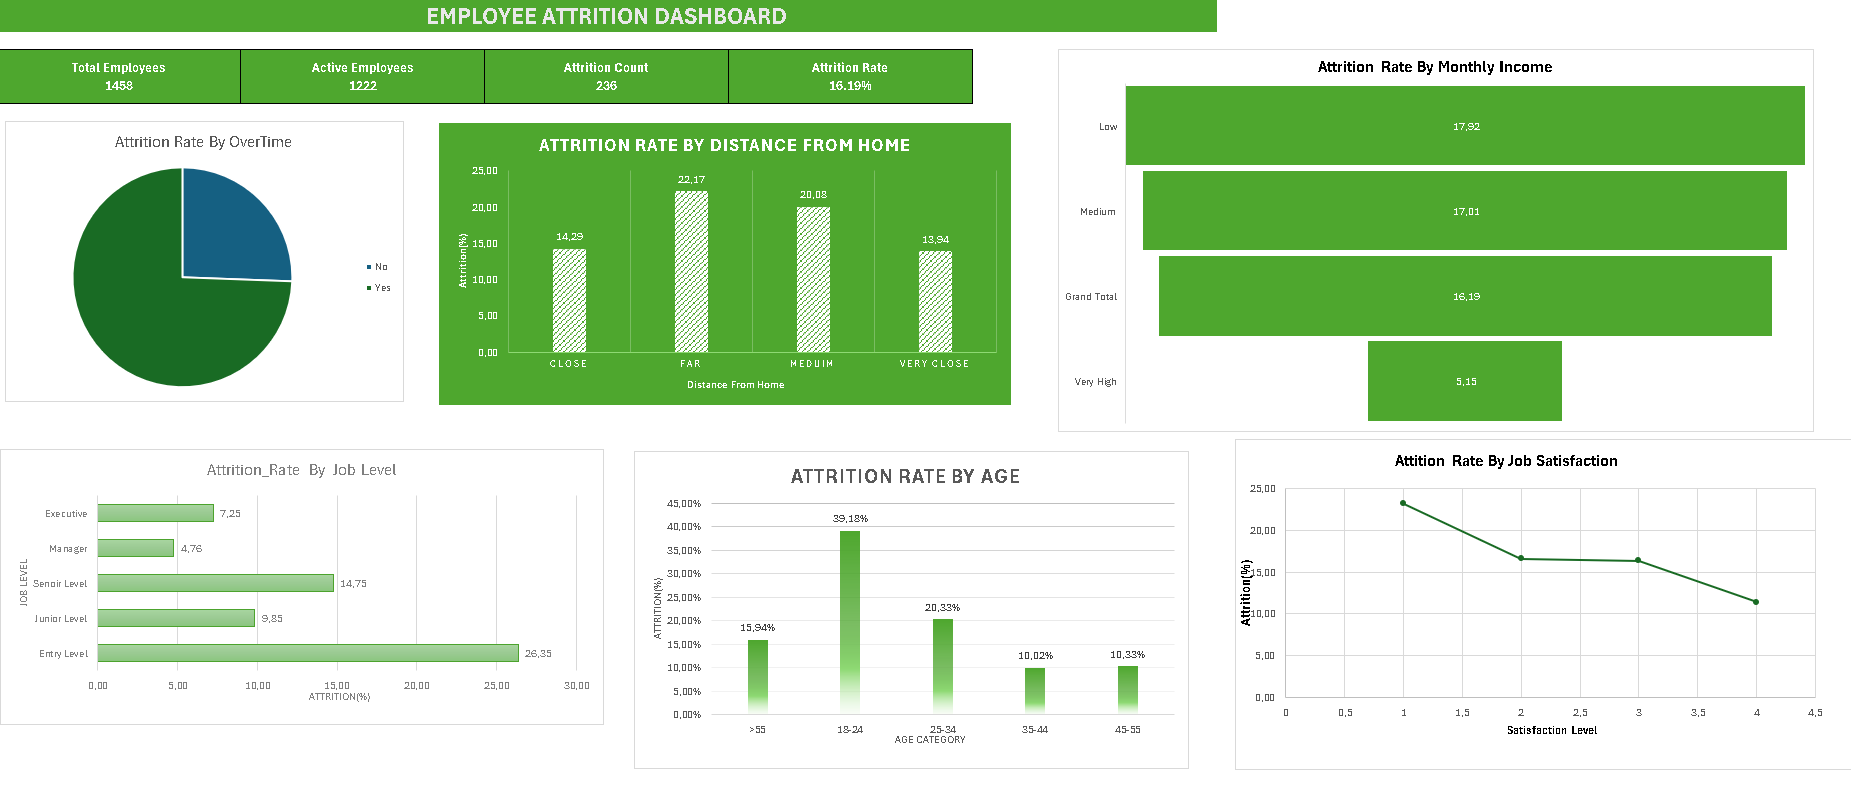 EMPLOYEE ATTRITION DASHBOARD
Total Employees
1458
Active Employees
1222
Attrition Count
236
Attrition Rate
16.19%
Attrition Rate By OverTime
No
Yes
ATTRITION RATE BY DISTANCE FROM HOME
Attrition(%)
25,00
20,00
15,00
10,00
5,00
0,00
14,29
22,17
20,08
13,94
CLOSE
FAR
MEDUIM
VERY CLOSE
Distance From Home
Attrition Rate By Monthly Income
Low
17,92
Medium
17,01
Grand Total
16,19
Very High
5,15
Attrition_Rate By Job Level
JOB LEVEL
Executive
7,25
Manager
4,76
Senoir Level
14,75
Junior Level
9,85
Entry Level
26,35
0,00
5,00
10,00
15,00
20,00
25,00
30,00
ATTRITION(%)
ATTRITION RATE BY AGE
ATTRITION(%)
45,00%
40,00%
35,00%
30,00%
25,00%
20,00%
15,00%
10,00%
5,00%
0,00%
15,94%
39,18%
20,33%
10,02%
10,33%
>55
18-24
25-34
35-44
45-55
AGE CATEGORY
Attition Rate By Job Satisfaction
Attrition(%)
25,00
20,00
15,00
10,00
5,00
0,00
0
0,5
1
1,5
2
2,5
3
3,5
4
4,5
Satisfaction Level